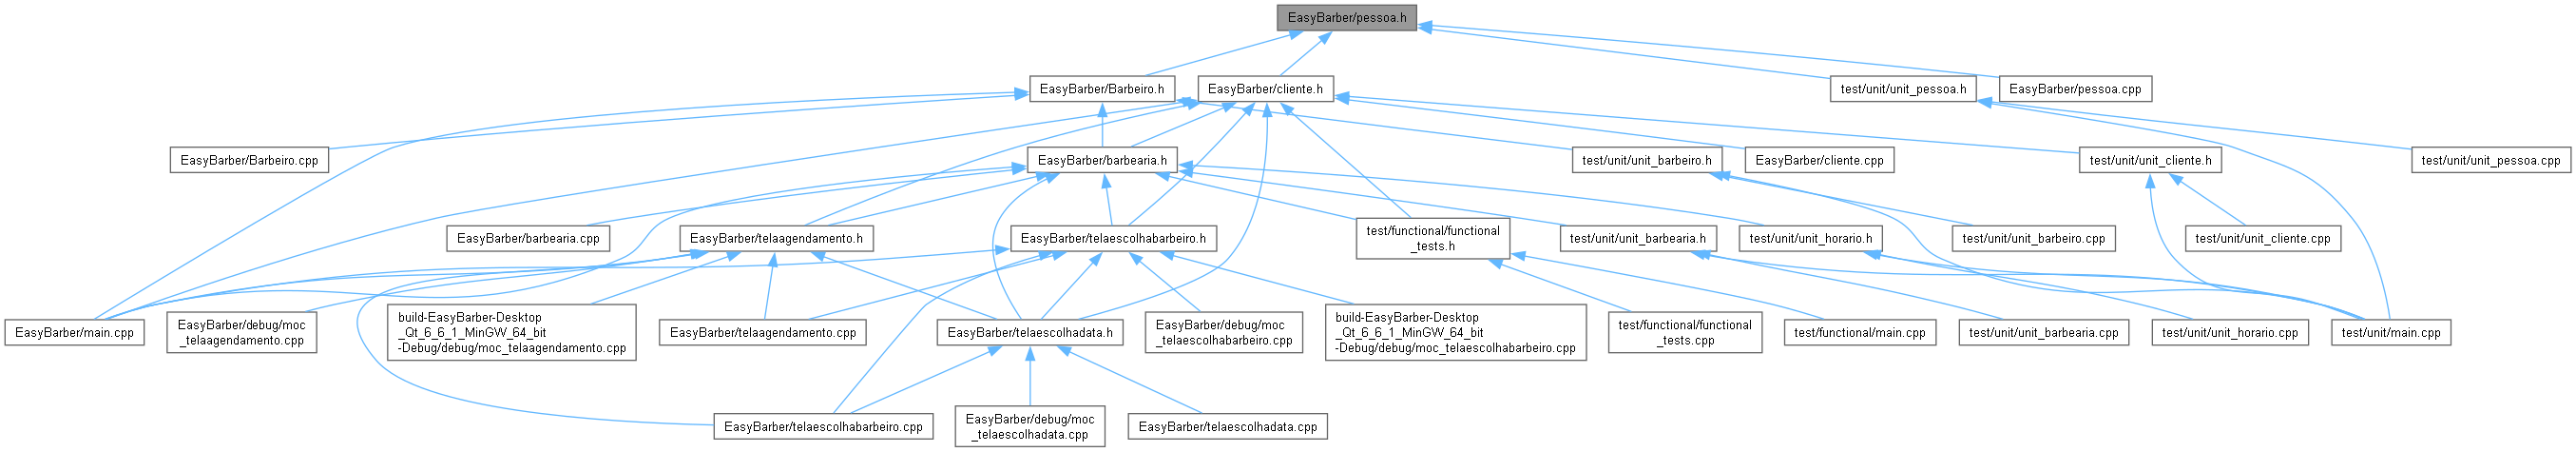 EasyBarber/pessoa.h
EasyBarber/Barbeiro.h
EasyBarber/cliente.h
test/unit/unit_pessoa.h
EasyBarber/pessoa.cpp
EasyBarber/Barbeiro.cpp
EasyBarber/barbearia.h
test/unit/unit_barbeiro.h
EasyBarber/cliente.cpp
test/unit/unit_cliente.h
test/unit/unit_pessoa.cpp
EasyBarber/barbearia.cpp
EasyBarber/telaagendamento.h
EasyBarber/telaescolhabarbeiro.h
test/functional/functional
_tests.h
test/unit/unit_barbearia.h
test/unit/unit_horario.h
test/unit/unit_barbeiro.cpp
test/unit/unit_cliente.cpp
EasyBarber/main.cpp
EasyBarber/debug/moc
_telaagendamento.cpp
build-EasyBarber-Desktop
_Qt_6_6_1_MinGW_64_bit
-Debug/debug/moc_telaagendamento.cpp
EasyBarber/telaagendamento.cpp
EasyBarber/telaescolhadata.h
EasyBarber/debug/moc
_telaescolhabarbeiro.cpp
build-EasyBarber-Desktop
_Qt_6_6_1_MinGW_64_bit
-Debug/debug/moc_telaescolhabarbeiro.cpp
test/functional/functional
_tests.cpp
test/functional/main.cpp
test/unit/unit_barbearia.cpp
test/unit/unit_horario.cpp
test/unit/main.cpp
EasyBarber/telaescolhabarbeiro.cpp
EasyBarber/debug/moc
_telaescolhadata.cpp
EasyBarber/telaescolhadata.cpp